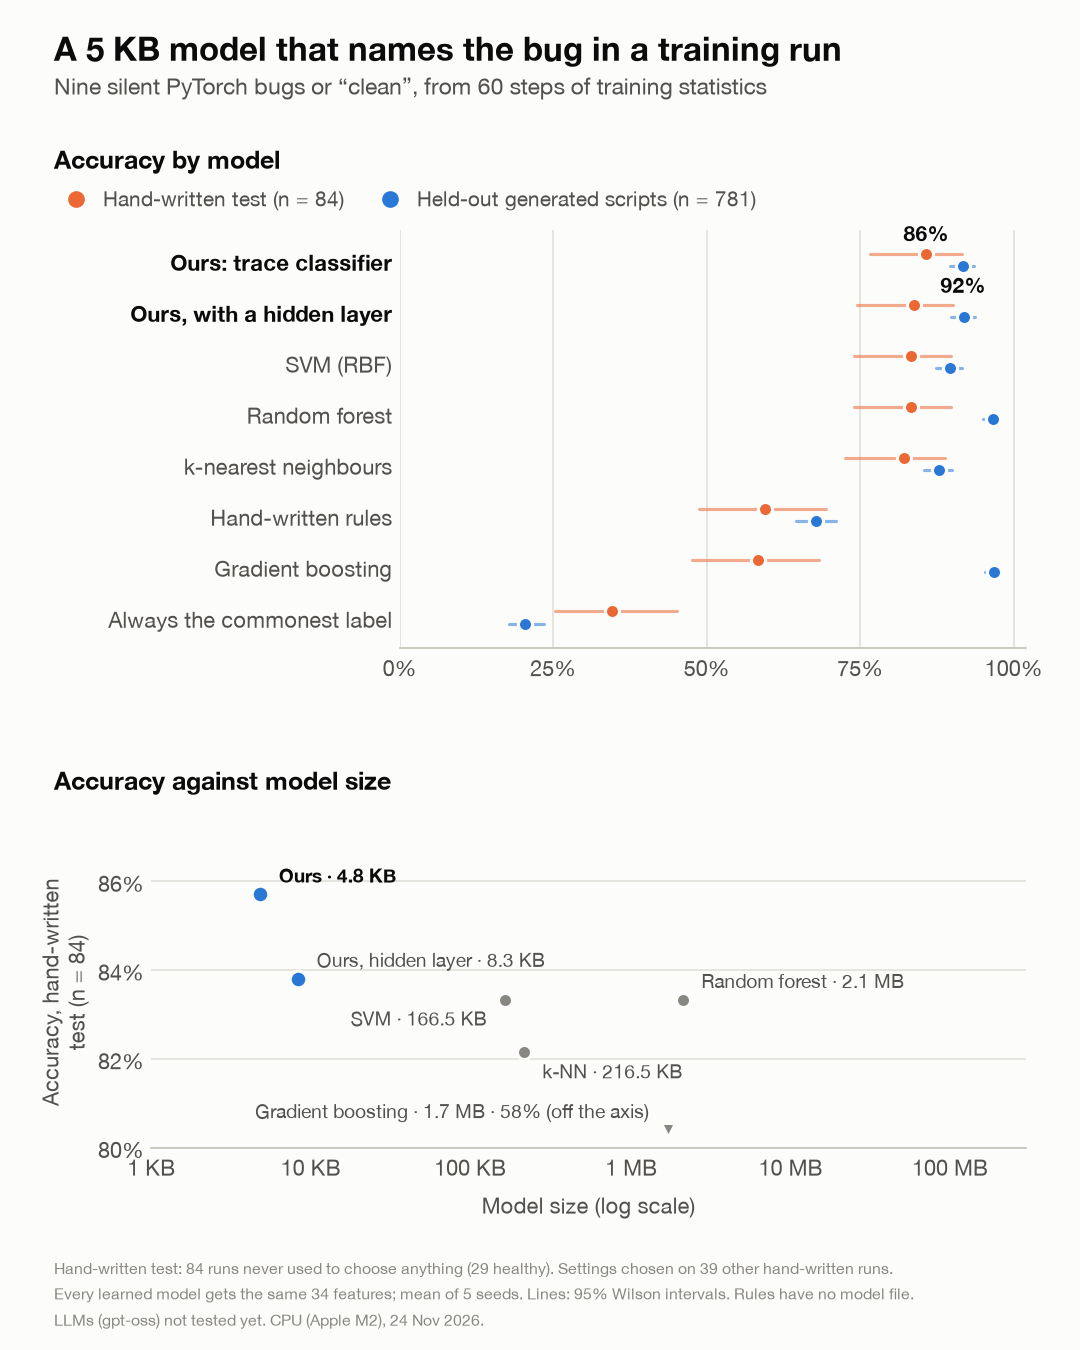 A 5 KB model that names the bug in a training run
Nine silent PyTorch bugs or “clean”, from 60 steps of training statistics
Accuracy by model
Hand-written test (n = 84)
Held-out generated scripts (n = 781)
86%
Ours: trace classifier
92%
Ours, with a hidden layer
SVM (RBF)
Random forest
k-nearest neighbours
Hand-written rules
Gradient boosting
Always the commonest label
0%
25%
50%
75%
100%
Accuracy against model size
Accuracy, hand-written
test (n = 84)
86%
84%
82%
80%
Ours · 4.8 KB
Ours, hidden layer · 8.3 KB
Random forest · 2.1 MB
SVM · 166.5 KB
k-NN · 216.5 KB
Gradient boosting · 1.7 MB · 58% (off the axis)
1 KB
10 KB
100 KB
1 MB
10 MB
100 MB
Model size (log scale)
Hand-written test: 84 runs never used to choose anything (29 healthy). Settings chosen on 39 other hand-written runs.
Every learned model gets the same 34 features; mean of 5 seeds. Lines: 95% Wilson intervals. Rules have no model file.
LLMs (gpt-oss) not tested yet. CPU (Apple M2), 24 Nov 2026.